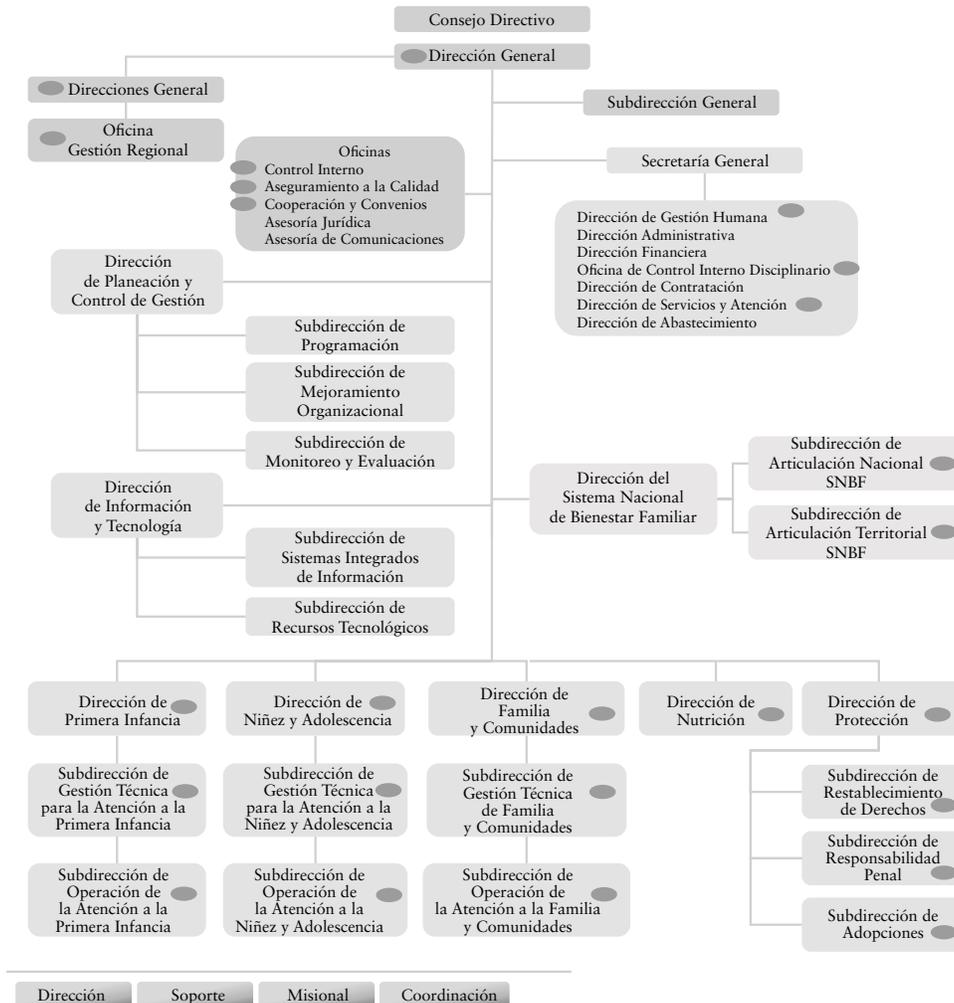 Consejo Directivo
Dirección General
Direcciones General
Subdirección General
Oficina
Gestión Regional
Oficinas
Control Interno
Aseguramiento a la Calidad
Cooperación y Convenios
Asesoría Jurídica
Asesoría de Comunicaciones
Secretaría General
Dirección de Gestión Humana
Dirección Administrativa
Dirección Financiera
Oficina de Control Interno Disciplinario
Dirección de Contratación
Dirección de Servicios y Atención
Dirección de Abastecimiento
Dirección
de Planeación y
Control de Gestión
Subdirección de
Programación
Subdirección de
Mejoramiento
Organizacional
Subdirección de
Monitoreo y Evaluación
Dirección
de Información
y Tecnología
Subdirección de
Sistemas Integrados
de Información
Subdirección de
Recursos Tecnológicos
Dirección del
Sistema Nacional
de Bienestar Familiar
Subdirección de
Articulación Nacional
SNBF
Subdirección de
Articulación Territorial
SNBF
Dirección de
Primera Infancia
Subdirección de
Gestión Técnica
para la Atención a la
Primera Infancia
Subdirección de
Operación de
la Atención a la
Primera Infancia
Dirección de
Niñez y Adolescencia
Subdirección de
Gestión Técnica
para la Atención a la
Niñez y Adolescencia
Subdirección de
Operación de
la Atención a la
Niñez y Adolescencia
Dirección de
Familia
y Comunidades
Subdirección de
Gestión Técnica
de Familia
y Comunidades
Subdirección de
Operación de
la Atención a la Familia
y Comunidades
Dirección de
Nutrición
Dirección de
Protección
Subdirección de
Restablecimiento
de Derechos
Subdirección de
Responsabilidad
Penal
Subdirección de
Adopciones
Dirección
Soporte
Misional
Coordinación